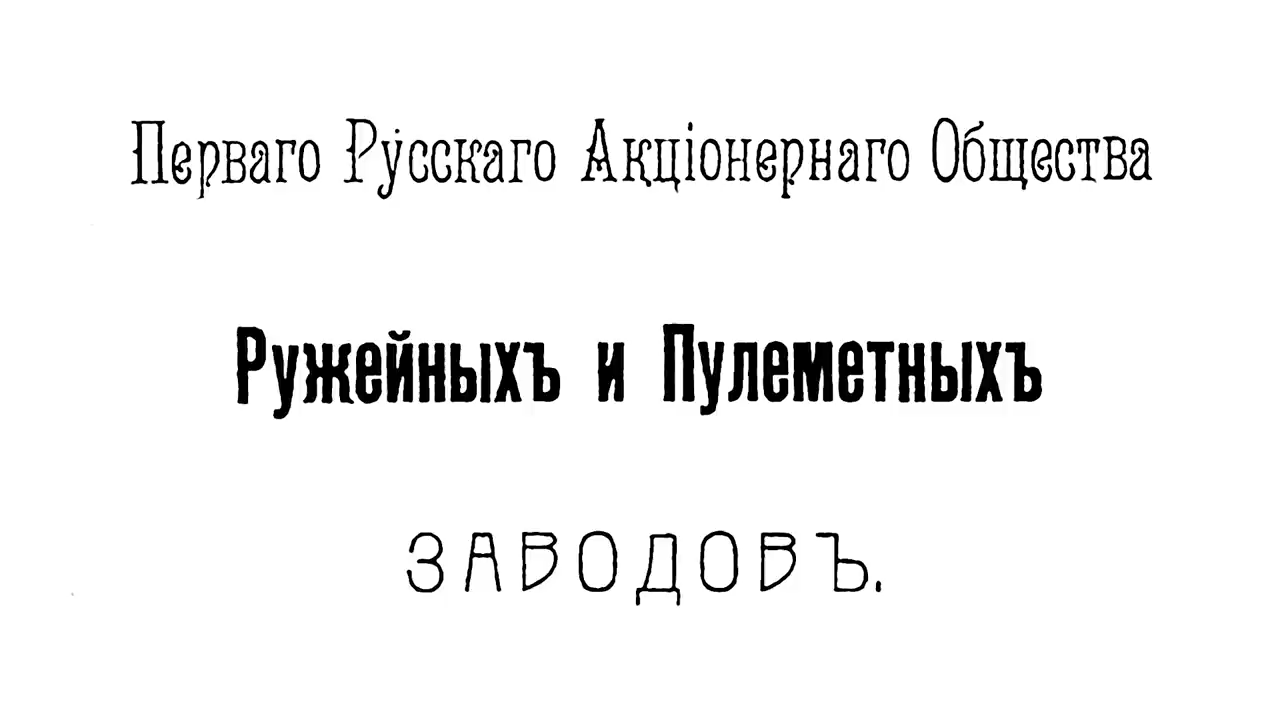 Перваго Русскаго Акціонернаго Общества
Ружейныхъ и Пулеметныхъ
ЗАВОДОВЪ.